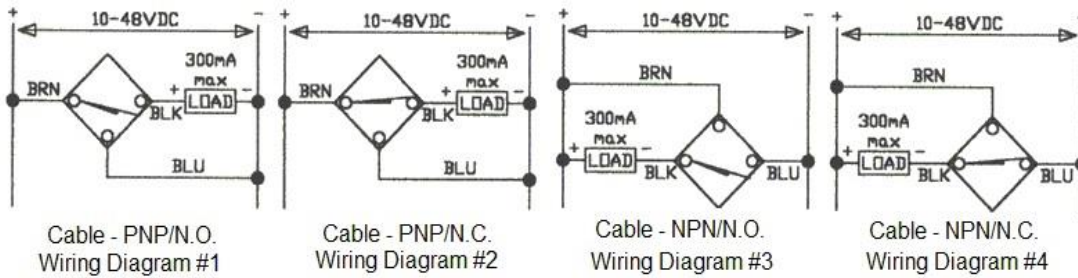 + 10-48VDC -
300mA
max
BRN
+ LOAD -
BLK
BLU
Cable - PNP/N.O.
Wiring Diagram #1
+ 10-48VDC -
300mA
max
BRN
+ LOAD -
BLK
BLU
Cable - PNP/N.C.
Wiring Diagram #2
+ 10-48VDC -
BRN
300mA
max
+ LOAD -
BLK
BLU
Cable - NPN/N.O.
Wiring Diagram #3
+ 10-48VDC -
BRN
300mA
max
+ LOAD -
BLK
BLU
Cable - NPN/N.C.
Wiring Diagram #4